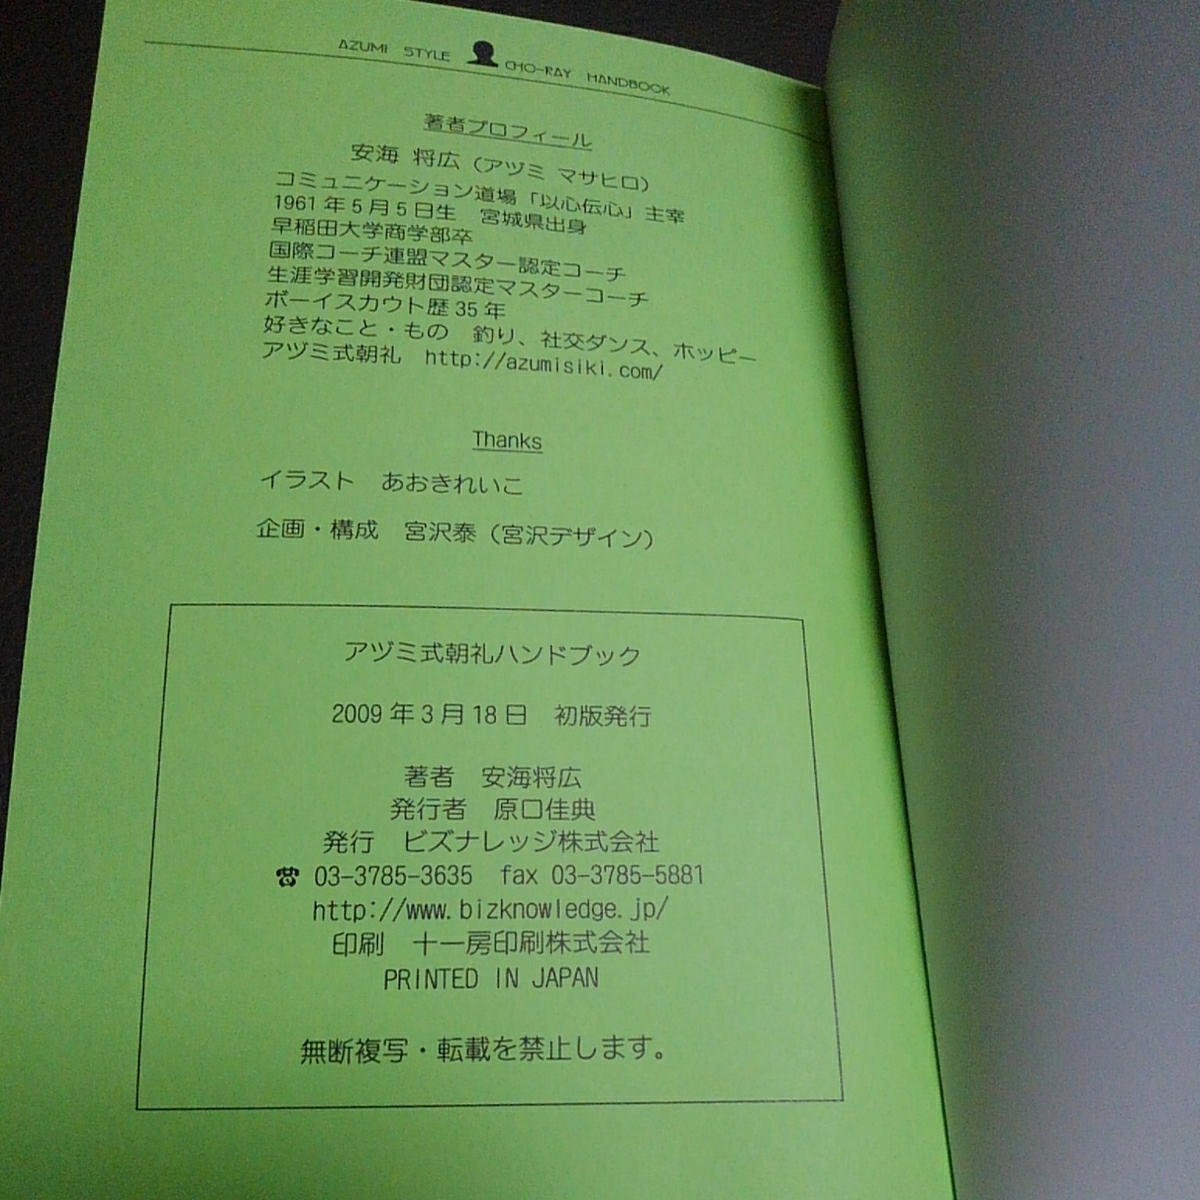 AZUMI STYLE CHO-RAY HANDBOOK
著者プロフィール
安海 将広（アヅミ マサヒロ）
コミュニケーション道場「以心伝心」主宰
1961年5月5日生　宮城県出身
早稲田大学商学部卒
国際コーチ連盟マスター認定コーチ
生涯学習開発財団認定マスターコーチ
ボーイスカウト歴35年
好きなこと・もの　釣り、社交ダンス、ホッピー
アヅミ式朝礼　http://azumisiki.com/
Thanks
イラスト　あおきれいこ
企画・構成　宮沢泰（宮沢デザイン）
アヅミ式朝礼ハンドブック
2009年3月18日　初版発行
著者　安海将広
発行者　原口佳典
発行　ビズナレッジ株式会社
☎ 03-3785-3635　fax 03-3785-5881
http://www.bizknowledge.jp/
印刷　十一房印刷株式会社
PRINTED IN JAPAN
無断複写・転載を禁止します。